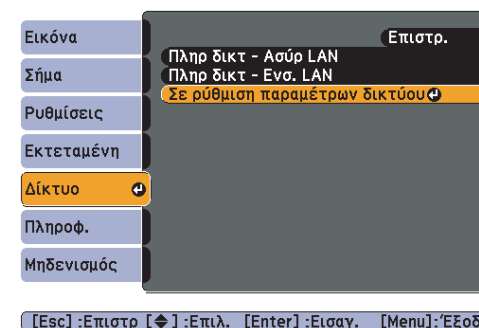 Εικόνα
Σήμα
Ρυθμίσεις
Εκτεταμένη
Δίκτυο
Πληροφ.
Μηδενισμός
Επιστρ.
Πληρ δικτ - Ασύρ LAN
Πληρ δικτ - Ενσ. LAN
Σε ρύθμιση παραμέτρων δικτύου
[Esc] :Επιστρ [◆] :Επιλ. [Enter] :Εισαγ. [Menu]:Έξοδ